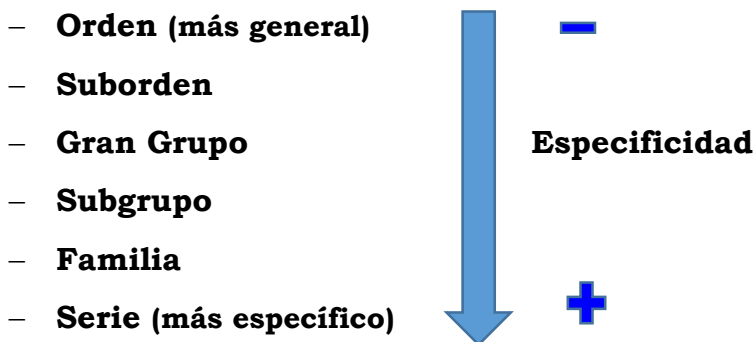 – Orden (más general)
– Suborden
– Gran Grupo
Especificidad
– Subgrupo
– Familia
– Serie (más específico)